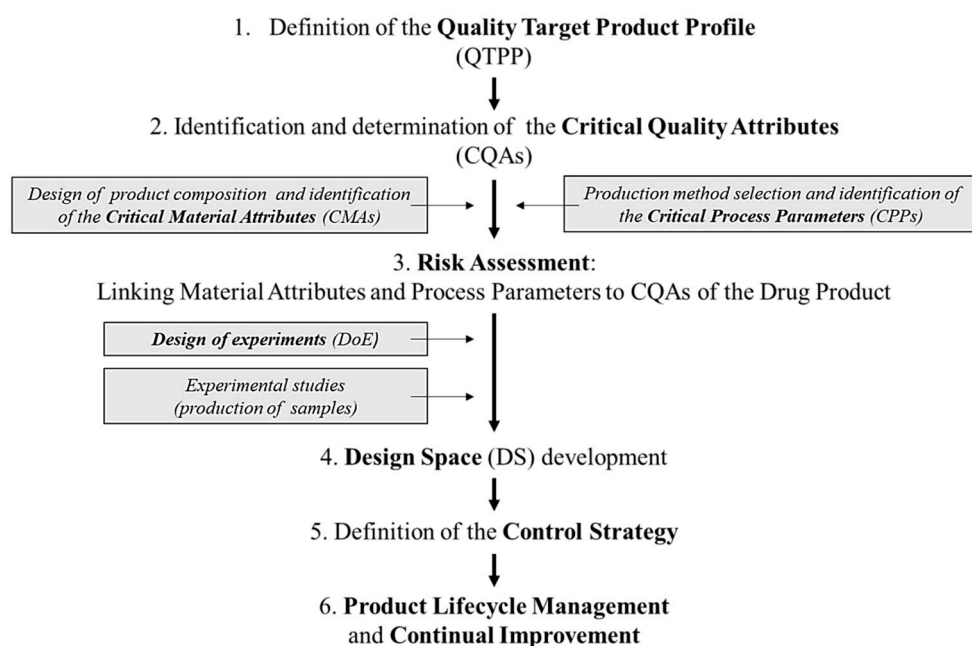 1. Definition of the Quality Target Product Profile
(QTPP)
2. Identification and determination of the Critical Quality Attributes
(CQAs)
Design of product composition and identification
of the Critical Material Attributes (CMAs)
Production method selection and identification of
the Critical Process Parameters (CPPs)
3. Risk Assessment:
Linking Material Attributes and Process Parameters to CQAs of the Drug Product
Design of experiments (DoE)
Experimental studies
(production of samples)
4. Design Space (DS) development
5. Definition of the Control Strategy
6. Product Lifecycle Management
and Continual Improvement